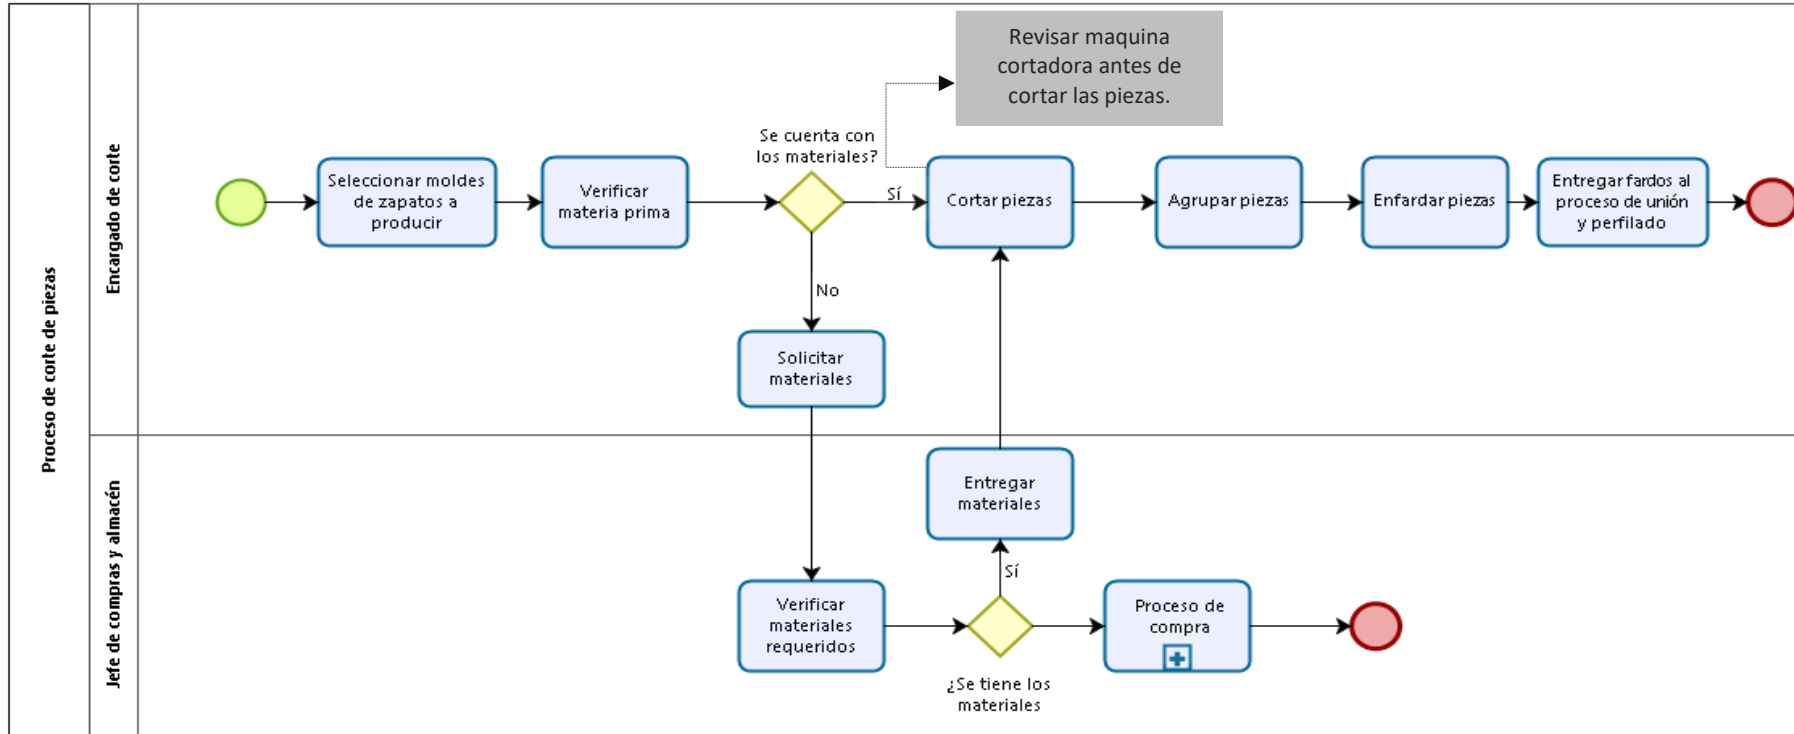 Proceso de corte de piezas
Encargado de corte
Seleccionar moldes
de zapatos a
producir
Verificar
materia prima
Se cuenta con
los materiales?
Sí
No
Revisar maquina
cortadora antes de
cortar las piezas.
Cortar piezas
Agrupar piezas
Enfardar piezas
Entregar fardos al
proceso de unión
y perfilado
Solicitar
materiales
Jefe de compras y almacén
Verificar
materiales
requeridos
¿Se tiene los
materiales
Sí
Entregar
materiales
Proceso de
compra